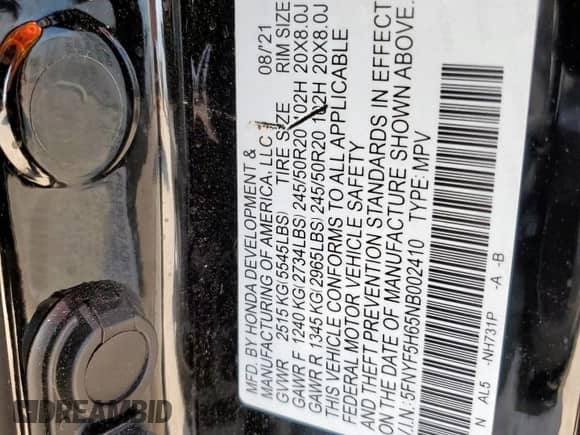 MFD. BY HONDA DEVELOPMENT &
MANUFACTURING OF AMERICA, LLC 08/'21
GVWR 2515 KG(5545LBS) TIRE SIZE RIM SIZE
GAWR F 1240 KG(2734LBS) 245/50R20 102H 20X8.0J
GAWR R 1345 KG(2965LBS) 245/50R20 102H 20X8.0J
THIS VEHICLE CONFORMS TO ALL APPLICABLE
FEDERAL MOTOR VEHICLE SAFETY
AND THEFT PREVENTION STANDARDS IN EFFECT
ON THE DATE OF MANUFACTURE SHOWN ABOVE.
V.I.N.: 5FNYF5H65NB002410 TYPE: MPV
N AL5 -NH731P -A -B
DREAMBID